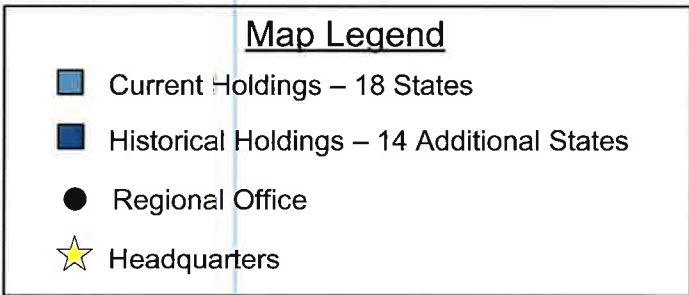 Map Legend
Current Holdings – 18 States
Historical Holdings – 14 Additional States
Regional Office
Headquarters